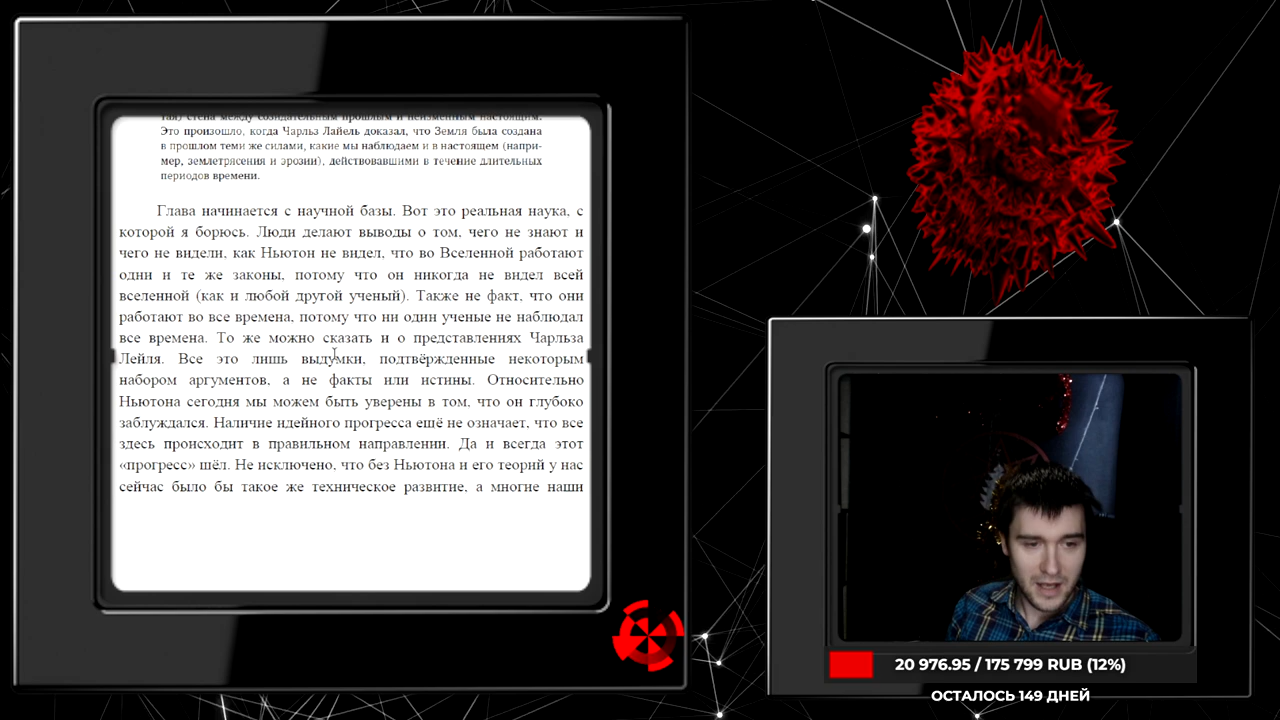 тая) стена между созидательным прошлым и неизменным настоящим.
Это произошло, когда Чарльз Лайель доказал, что Земля была создана
в прошлом теми же силами, какие мы наблюдаем и в настоящем (напри-
мер, землетрясения и эрозии), действовавшими в течение длительных
периодов времени.
Глава начинается с научной базы. Вот это реальная наука, с
которой я борюсь. Люди делают выводы о том, чего не знают и
чего не видели, как Ньютон не видел, что во Вселенной работают
одни и те же законы, потому что он никогда не видел всей
вселенной (как и любой другой ученый). Также не факт, что они
работают во все времена, потому что ни один ученые не наблюдал
все времена. То же можно сказать и о представлениях Чарльза
Лейля. Все это лишь выдумки, подтвёржденные некоторым
набором аргументов, а не факты или истины. Относительно
Ньютона сегодня мы можем быть уверены в том, что он глубоко
заблуждался. Наличие идейного прогресса ещё не означает, что все
здесь происходит в правильном направлении. Да и всегда этот
«прогресс» шёл. Не исключено, что без Ньютона и его теорий у нас
сейчас было бы такое же техническое развитие, а многие наши
20 976.95 / 175 799 RUB (12%)
ОСТАЛОСЬ 149 ДНЕЙ